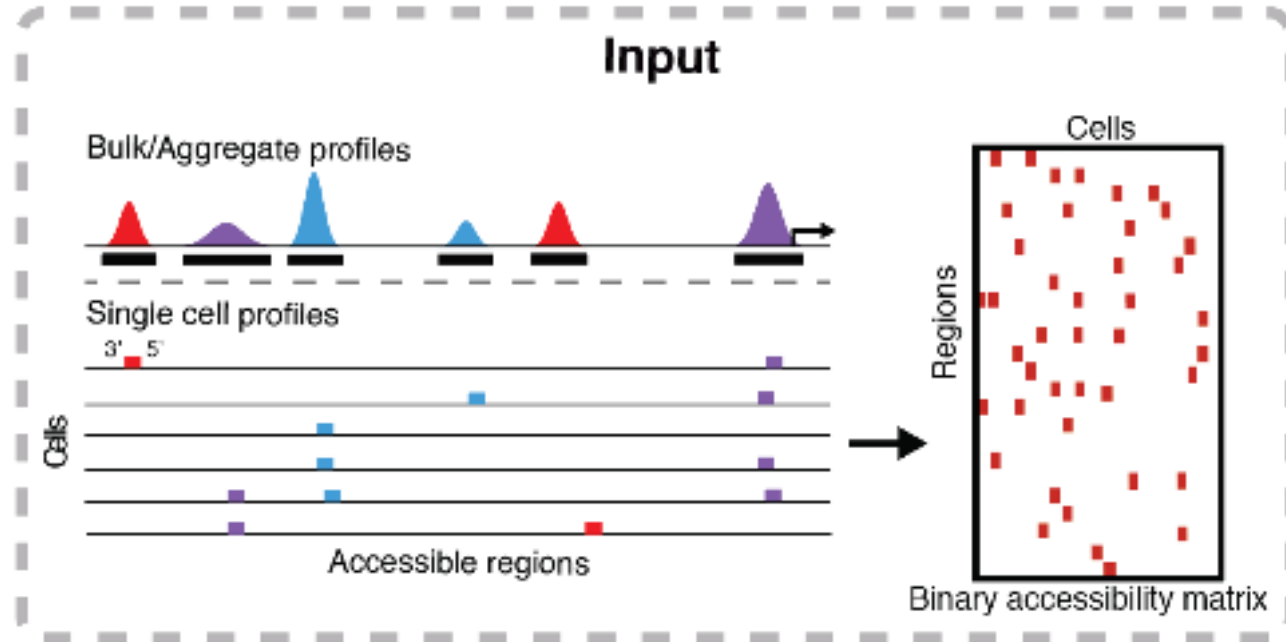 Input
Bulk/Aggregate profiles
Single cell profiles
3' 5'
Cells
Accessible regions
Cells
Regions
Binary accessibility matrix